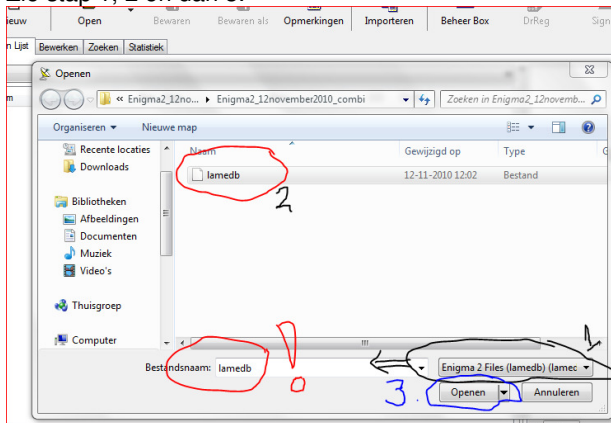 Zie stap 1, 2 en dan 3.
ieuw Open Bewaren Bewaren als Opmerkingen Importeren Beheer Box DrReg Sign
n Lijst Bewerken Zoeken Statistiek
Openen
« Enigma2_12no... Enigma2_12november2010_combi Zoeken in Enigma2_12novemb...
Organiseren Nieuwe map
Recente locaties Naam Gewijzigd op Type G
Downloads lamedb 12-11-2010 12:02 Bestand
2
Bibliotheken
Afbeeldingen
Documenten
Muziek
Video's
Thuisgroep
Computer
1
!
Bestandsnaam: lamedb Enigma 2 Files (lamedb) (lamec
3. Openen Annuleren